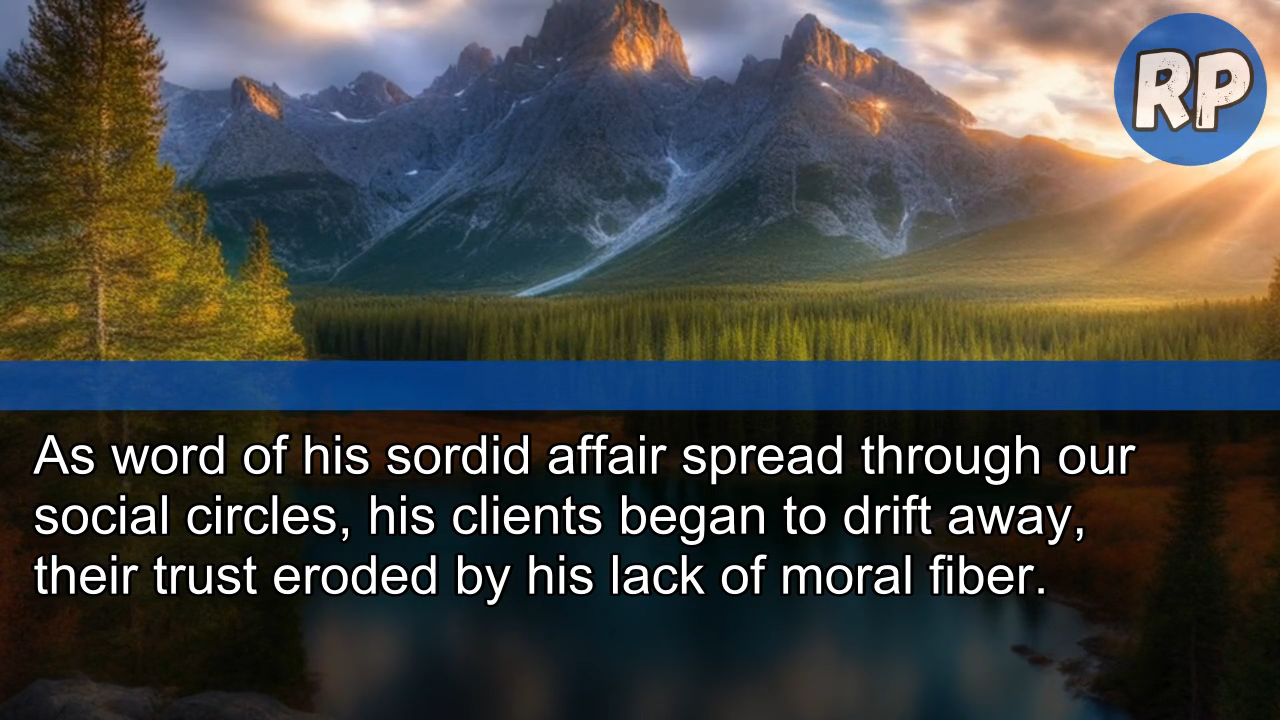 RP
As word of his sordid affair spread through our
social circles, his clients began to drift away,
their trust eroded by his lack of moral fiber.